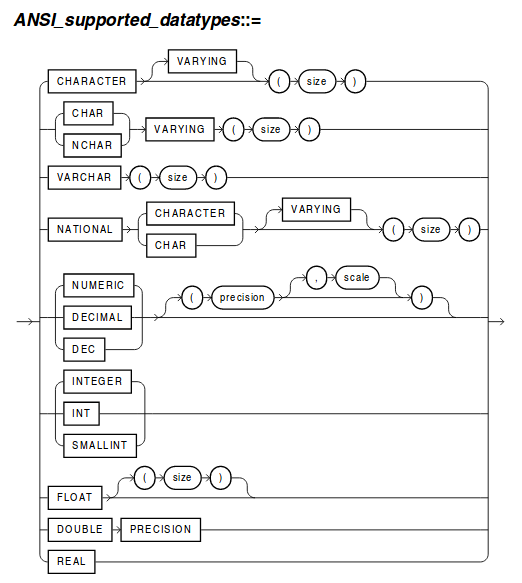 ANSI_supported_datatypes::=
VARYING
CHARACTER ( size )
CHAR
VARYING ( size )
NCHAR
VARCHAR ( size )
CHARACTER VARYING
NATIONAL ( size )
CHAR
NUMERIC , scale
( precision )
DECIMAL
DEC
INTEGER
INT
SMALLINT
( size )
FLOAT
DOUBLE PRECISION
REAL